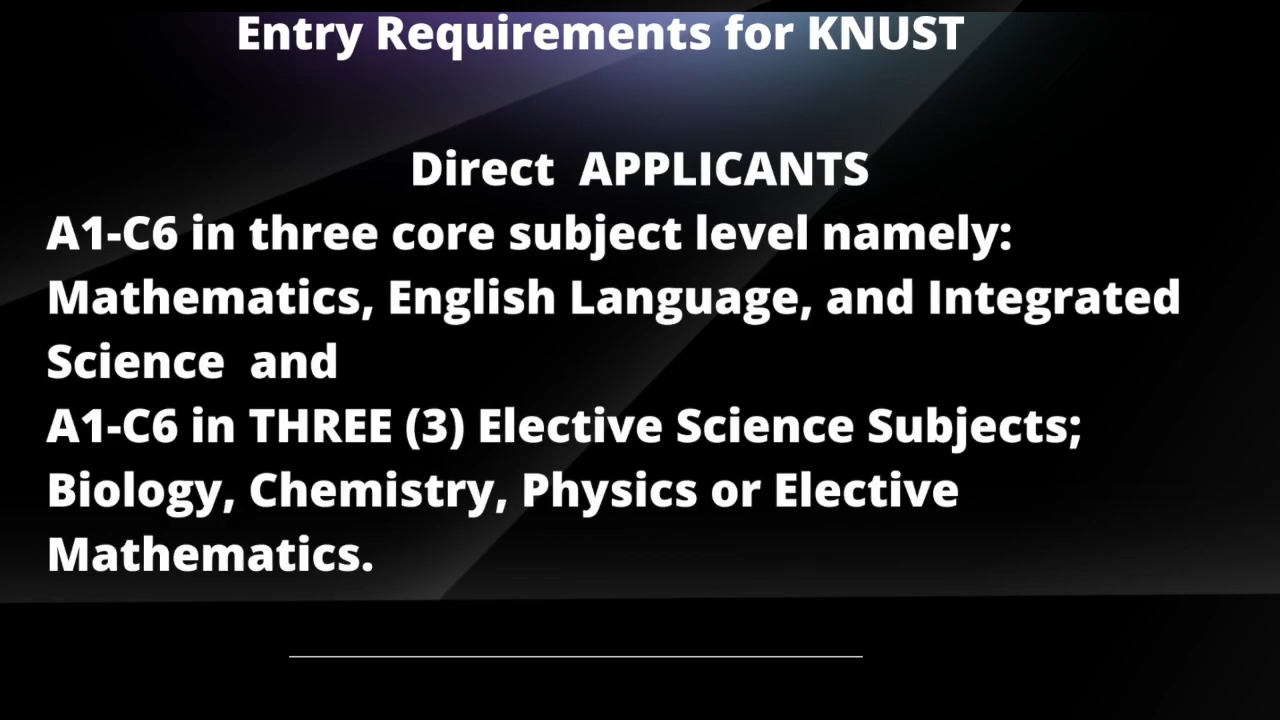 Entry Requirements for KNUST
Direct APPLICANTS
A1-C6 in three core subject level namely:
Mathematics, English Language, and Integrated
Science and
A1-C6 in THREE (3) Elective Science Subjects;
Biology, Chemistry, Physics or Elective
Mathematics.